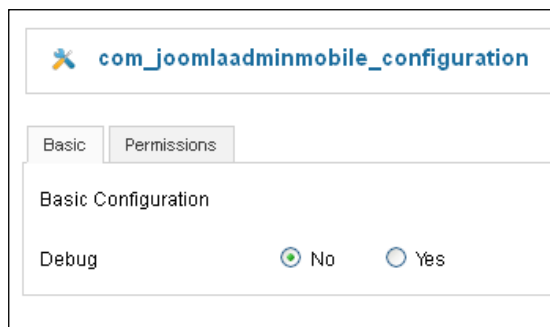 com_joomlaadminmobile_configuration
Basic Permissions
Basic Configuration
Debug No Yes